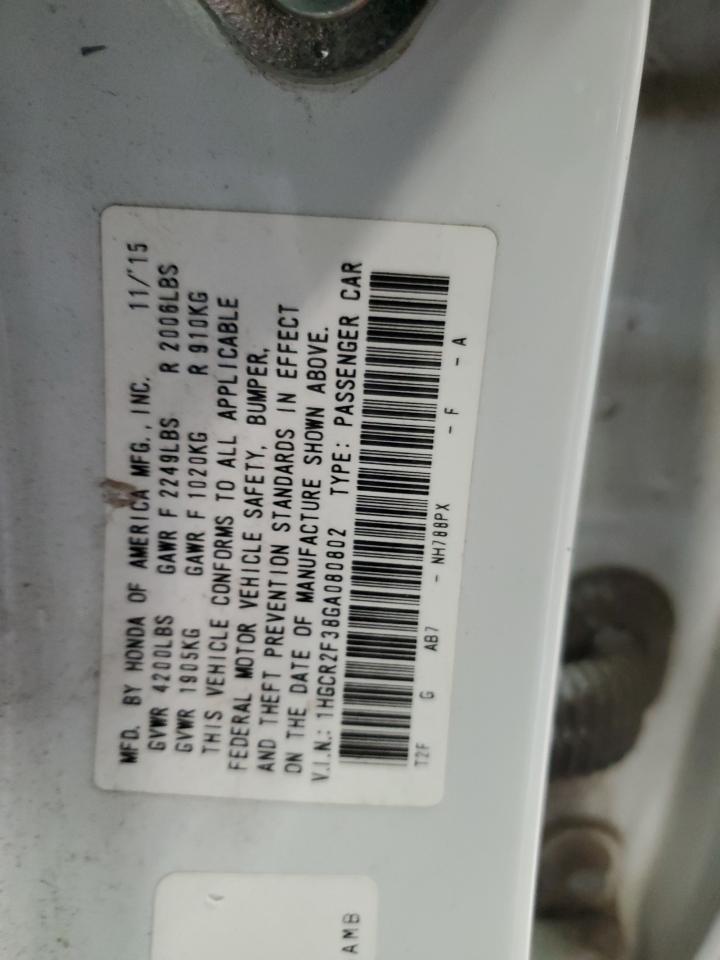 MFD. BY HONDA OF AMERICA MFG., INC. 11/'15
GVWR 4200LBS GAWR F 2249LBS R 2006LBS
GVWR 1905KG GAWR F 1020KG R 910KG
THIS VEHICLE CONFORMS TO ALL APPLICABLE
FEDERAL MOTOR VEHICLE SAFETY, BUMPER,
AND THEFT PREVENTION STANDARDS IN EFFECT
ON THE DATE OF MANUFACTURE SHOWN ABOVE.
V.I.N.: 1HGCR2F38GA080802 TYPE: PASSENGER CAR
T2F G AB7 - NH788PX - F - A
AMB